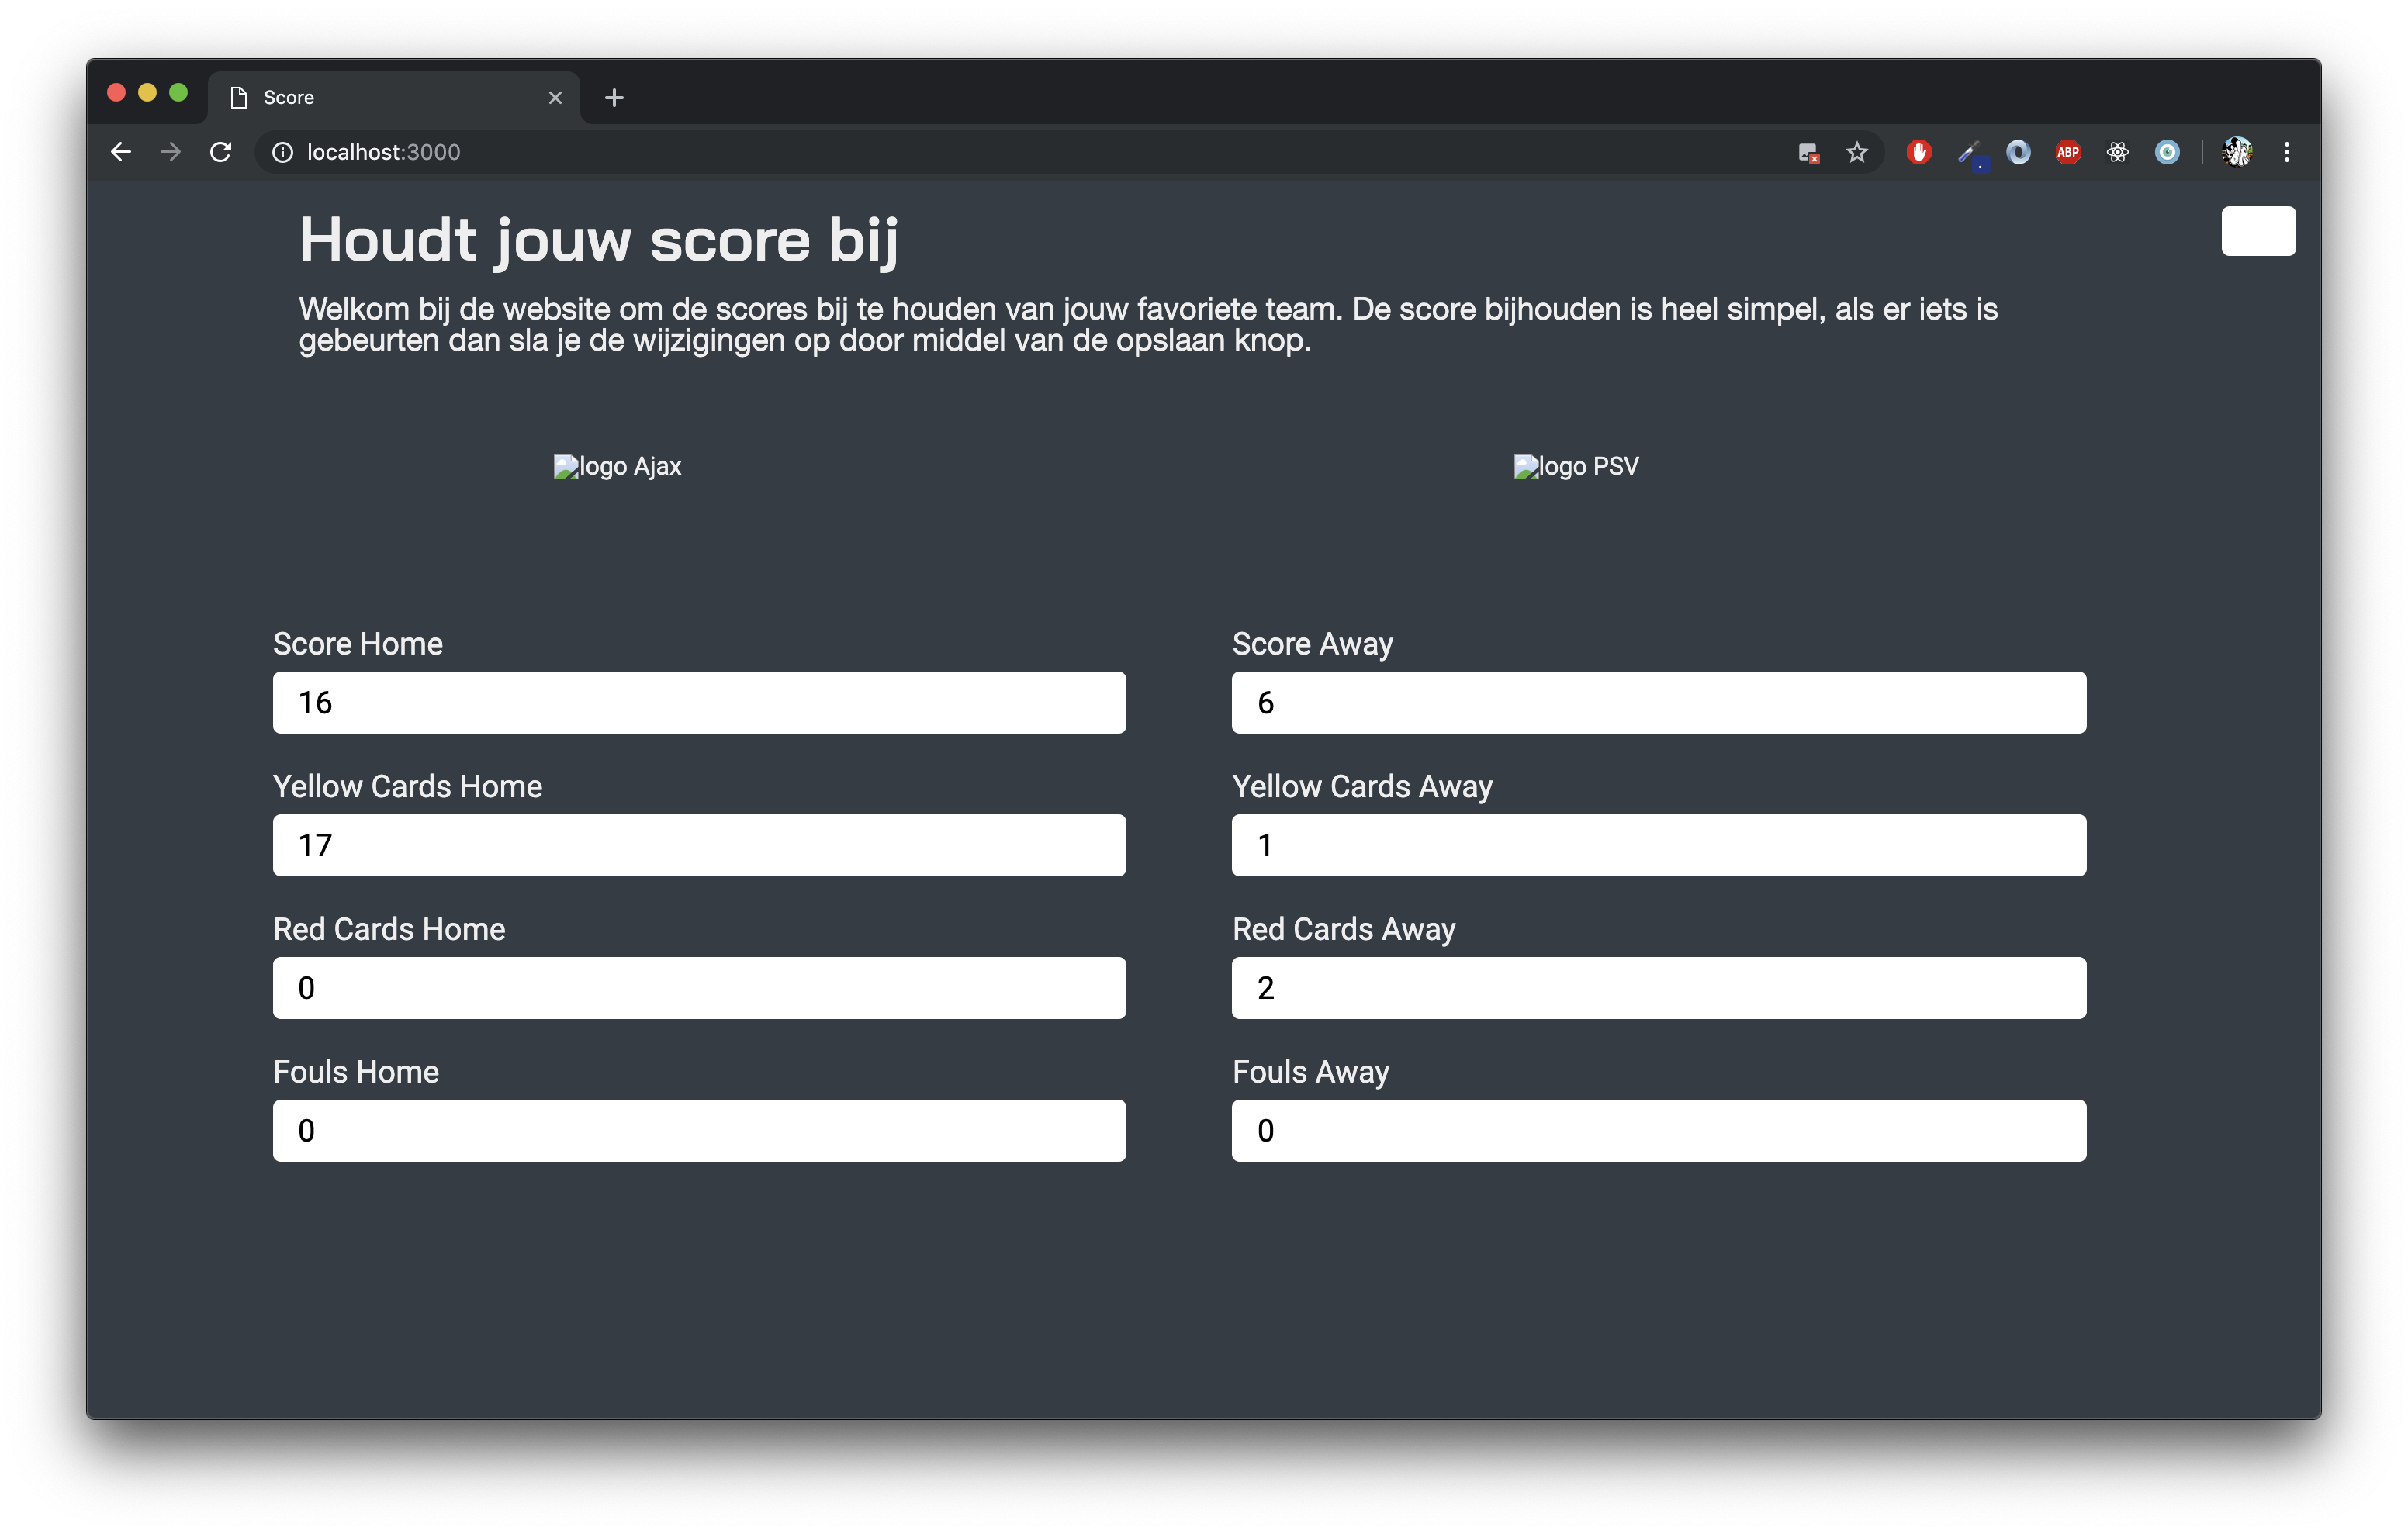 Score
localhost:3000
ABP
Houdt jouw score bij
Welkom bij de website om de scores bij te houden van jouw favoriete team. De score bijhouden is heel simpel, als er iets is
gebeurten dan sla je de wijzigingen op door middel van de opslaan knop.
logo Ajax
logo PSV
Score Home
16
Score Away
6
Yellow Cards Home
17
Yellow Cards Away
1
Red Cards Home
0
Red Cards Away
2
Fouls Home
0
Fouls Away
0